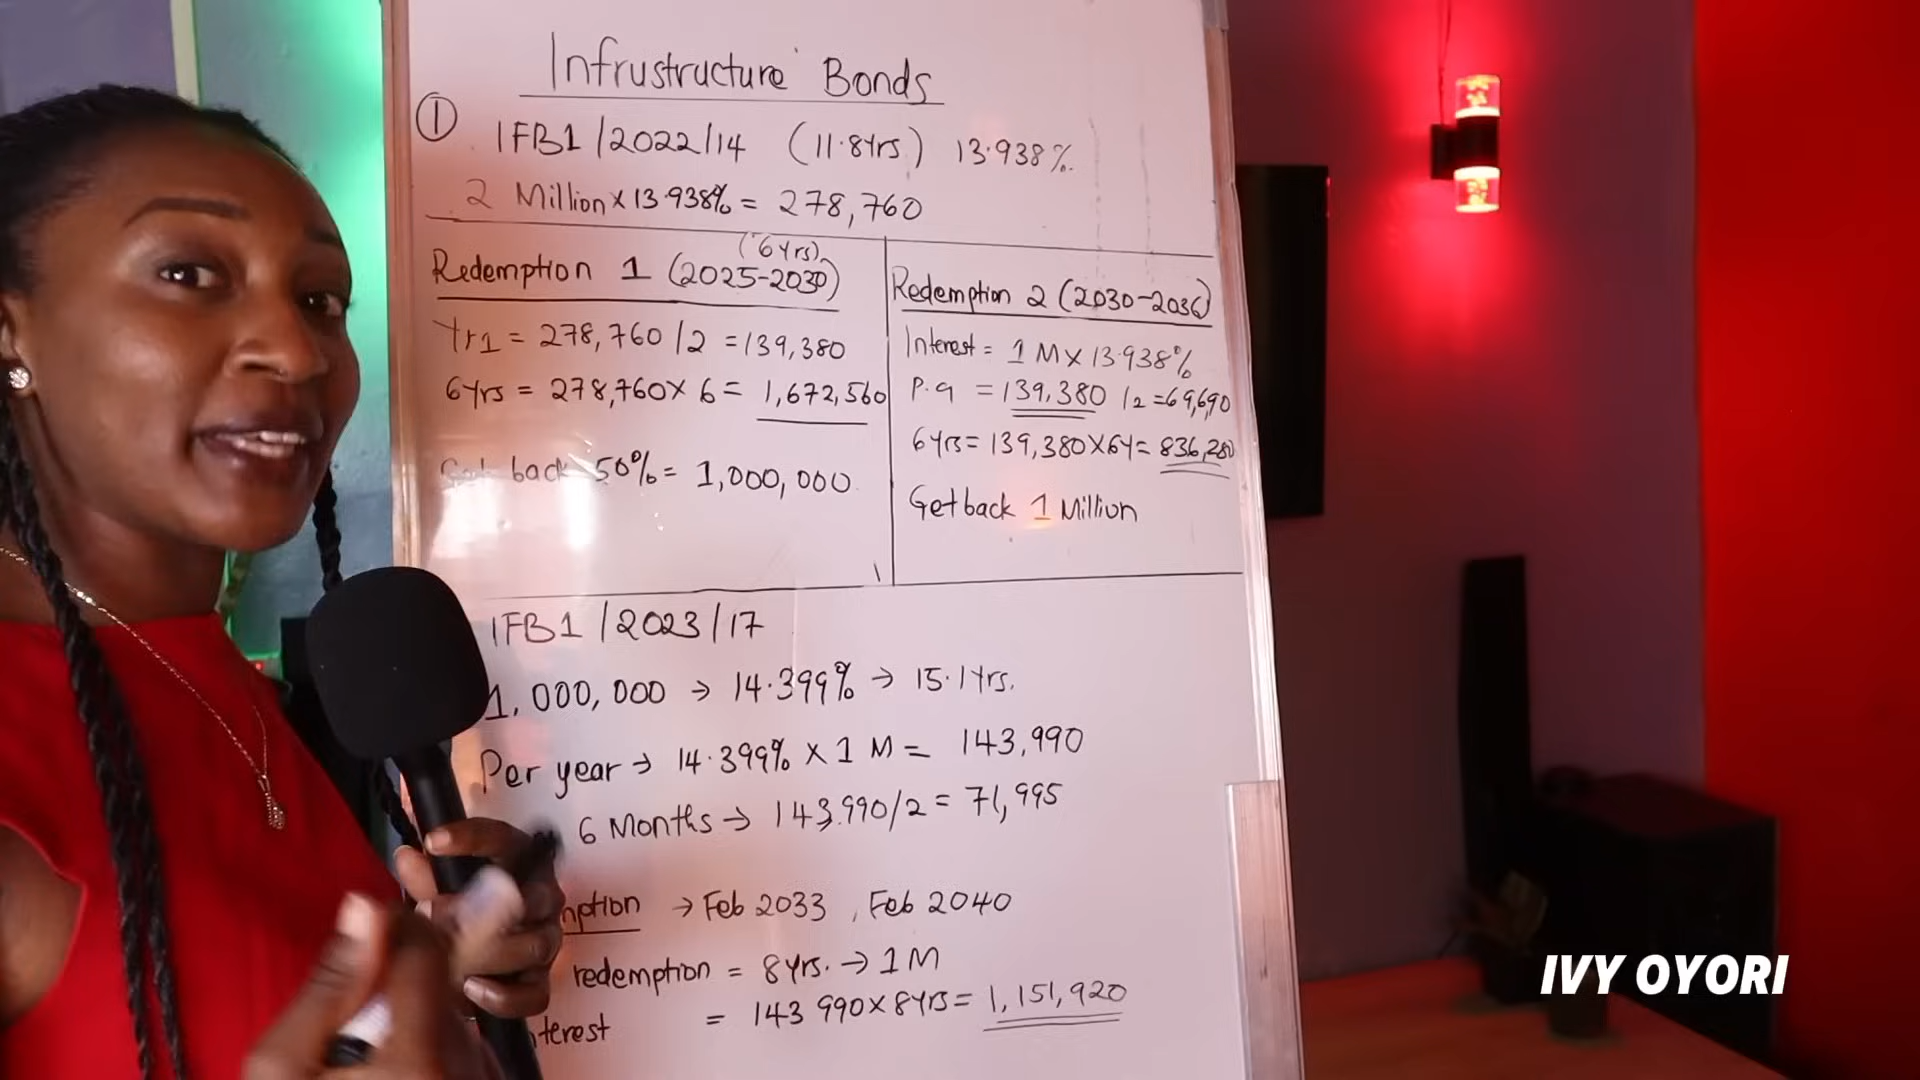 Infrustructure Bonds
1
IFB1/2022/14 (11.8yrs) 13.938%
2 Million x 13.938% = 278,760
(6yrs)
Redemption 1 (2025-2030)
Yr1 = 278,760/2 = 139,380
6yrs = 278,760 x 6 = 1,672,560
Get back 50% = 1,000,000
Redemption 2 (2030-2036)
Interest = 1 M x 13.938%
P.a = 139,380 /2 = 69,690
6yrs = 139,380 x 6Y = 836,280
Getback 1 Million
IFB1/2023/17
1,000,000 → 14.399% → 15.1yrs.
Per year → 14.399% x 1 M = 143,990
6 Months → 143.990/2 = 71,995
mption → Feb 2033, Feb 2040
redemption = 8yrs. → 1M
nterest = 143 990 x 8yrs = 1,151,920
IVY OYORI